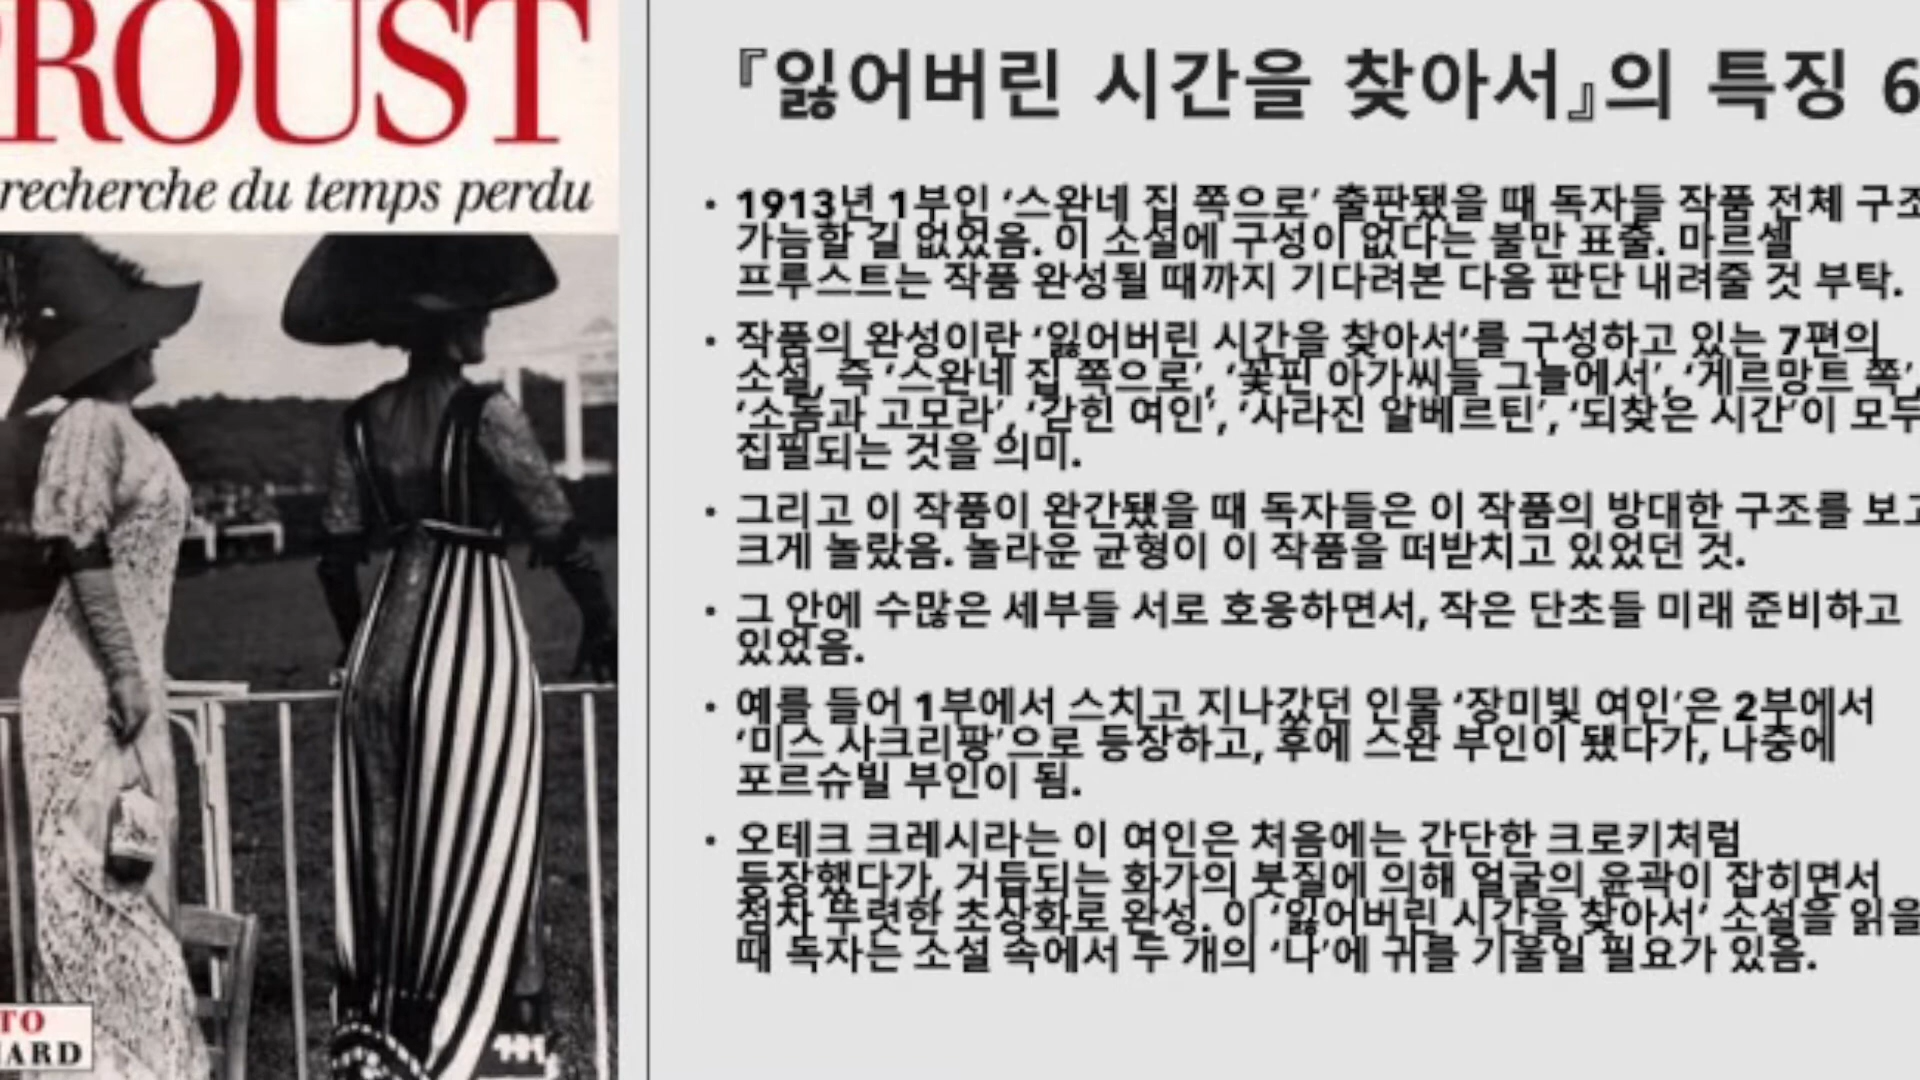 ROUST
recherche du temps perdu
TO
『잃어버린 시간을 찾아서』의 특징 6
• 1913년 1부인 ‘스완네 집 쪽으로’ 출판됐을 때 독자들 작품 전체 구조
가늠할 길 없었음. 이 소설에 구성이 없다는 불만 표출. 마르셀
프루스트는 작품 완성될 때까지 기다려본 다음 판단 내려줄 것 부탁.
• 작품의 완성이란 ‘잃어버린 시간을 찾아서‘를 구성하고 있는 7편의
소설, 즉 ‘스완네 집 쪽으로’, ‘꽃핀 아가씨들 그늘에서’, ‘게르망트 쪽’,
‘소돔과 고모라’, ‘갇힌 여인’, ‘사라진 알베르틴’, ‘되찾은 시간’이 모두
집필되는 것을 의미.
• 그리고 이 작품이 완간됐을 때 독자들은 이 작품의 방대한 구조를 보고
크게 놀랐음. 놀라운 균형이 이 작품을 떠받치고 있었던 것.
• 그 안에 수많은 세부들 서로 호응하면서, 작은 단초들 미래 준비하고
있었음.
• 예를 들어 1부에서 스치고 지나갔던 인물 ‘장미빛 여인’은 2부에서
‘미스 사크리팡’으로 등장하고, 후에 스완 부인이 됐다가, 나중에
포르슈빌 부인이 됨.
• 오테크 크레시라는 이 여인은 처음에는 간단한 크로키처럼
등장했다가, 거듭되는 화가의 붓질에 의해 얼굴의 윤곽이 잡히면서
점차 뚜렷한 초상화로 완성. 이 ‘잃어버린 시간을 찾아서‘ 소설을 읽을
때 독자는 소설 속에서 두 개의 ‘나’에 귀를 기울일 필요가 있음.